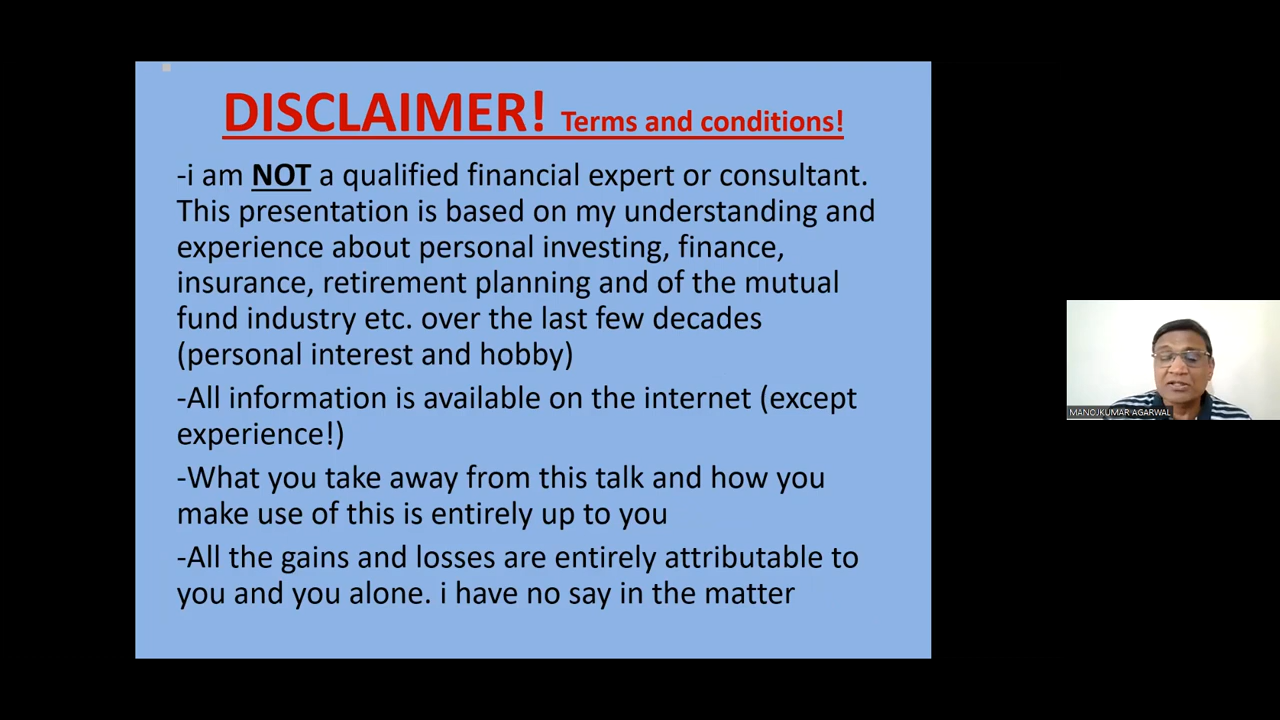 DISCLAIMER! Terms and conditions!
-i am NOT a qualified financial expert or consultant.
This presentation is based on my understanding and
experience about personal investing, finance,
insurance, retirement planning and of the mutual
fund industry etc. over the last few decades
(personal interest and hobby)
-All information is available on the internet (except
experience!)
-What you take away from this talk and how you
make use of this is entirely up to you
-All the gains and losses are entirely attributable to
you and you alone. i have no say in the matter
MANOJKUMAR AGARWAL